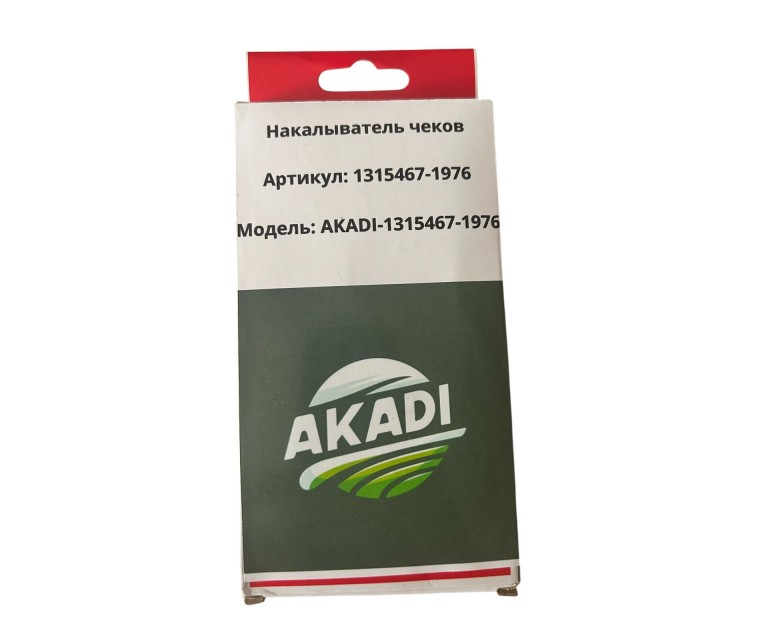 Накалыватель чеков
Артикул: 1315467-1976
Модель: AKADI-1315467-1976
AKADI